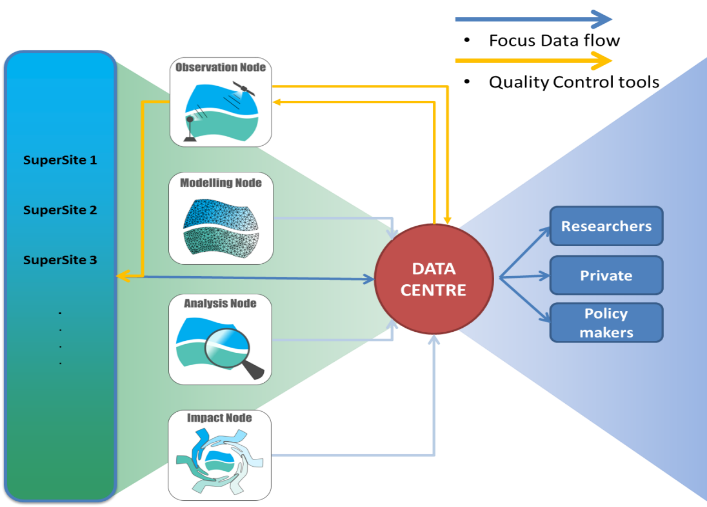 • Focus Data flow
• Quality Control tools
SuperSite 1
SuperSite 2
SuperSite 3
.
.
.
.
Observation Node
Modelling Node
Analysis Node
Impact Node
DATA
CENTRE
Researchers
Private
Policy
makers